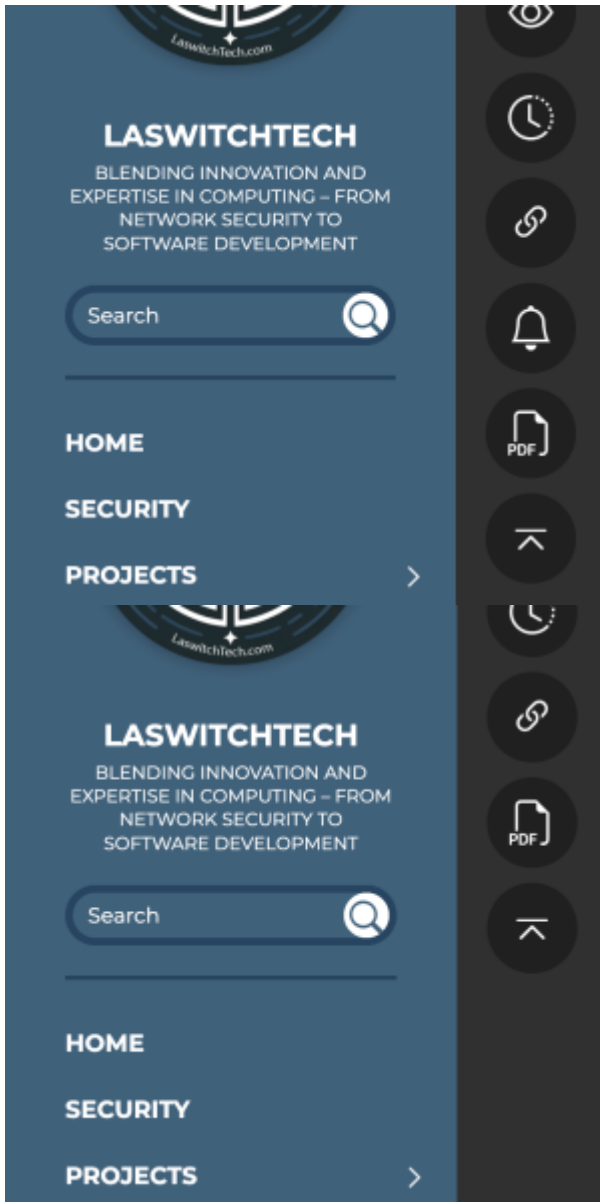 LaswitchTech.com
LASWITCHTECH
BLENDING INNOVATION AND
EXPERTISE IN COMPUTING – FROM
NETWORK SECURITY TO
SOFTWARE DEVELOPMENT
Search
HOME
SECURITY
PROJECTS
PDF
LaswitchTech.com
LASWITCHTECH
BLENDING INNOVATION AND
EXPERTISE IN COMPUTING – FROM
NETWORK SECURITY TO
SOFTWARE DEVELOPMENT
Search
HOME
SECURITY
PROJECTS
PDF